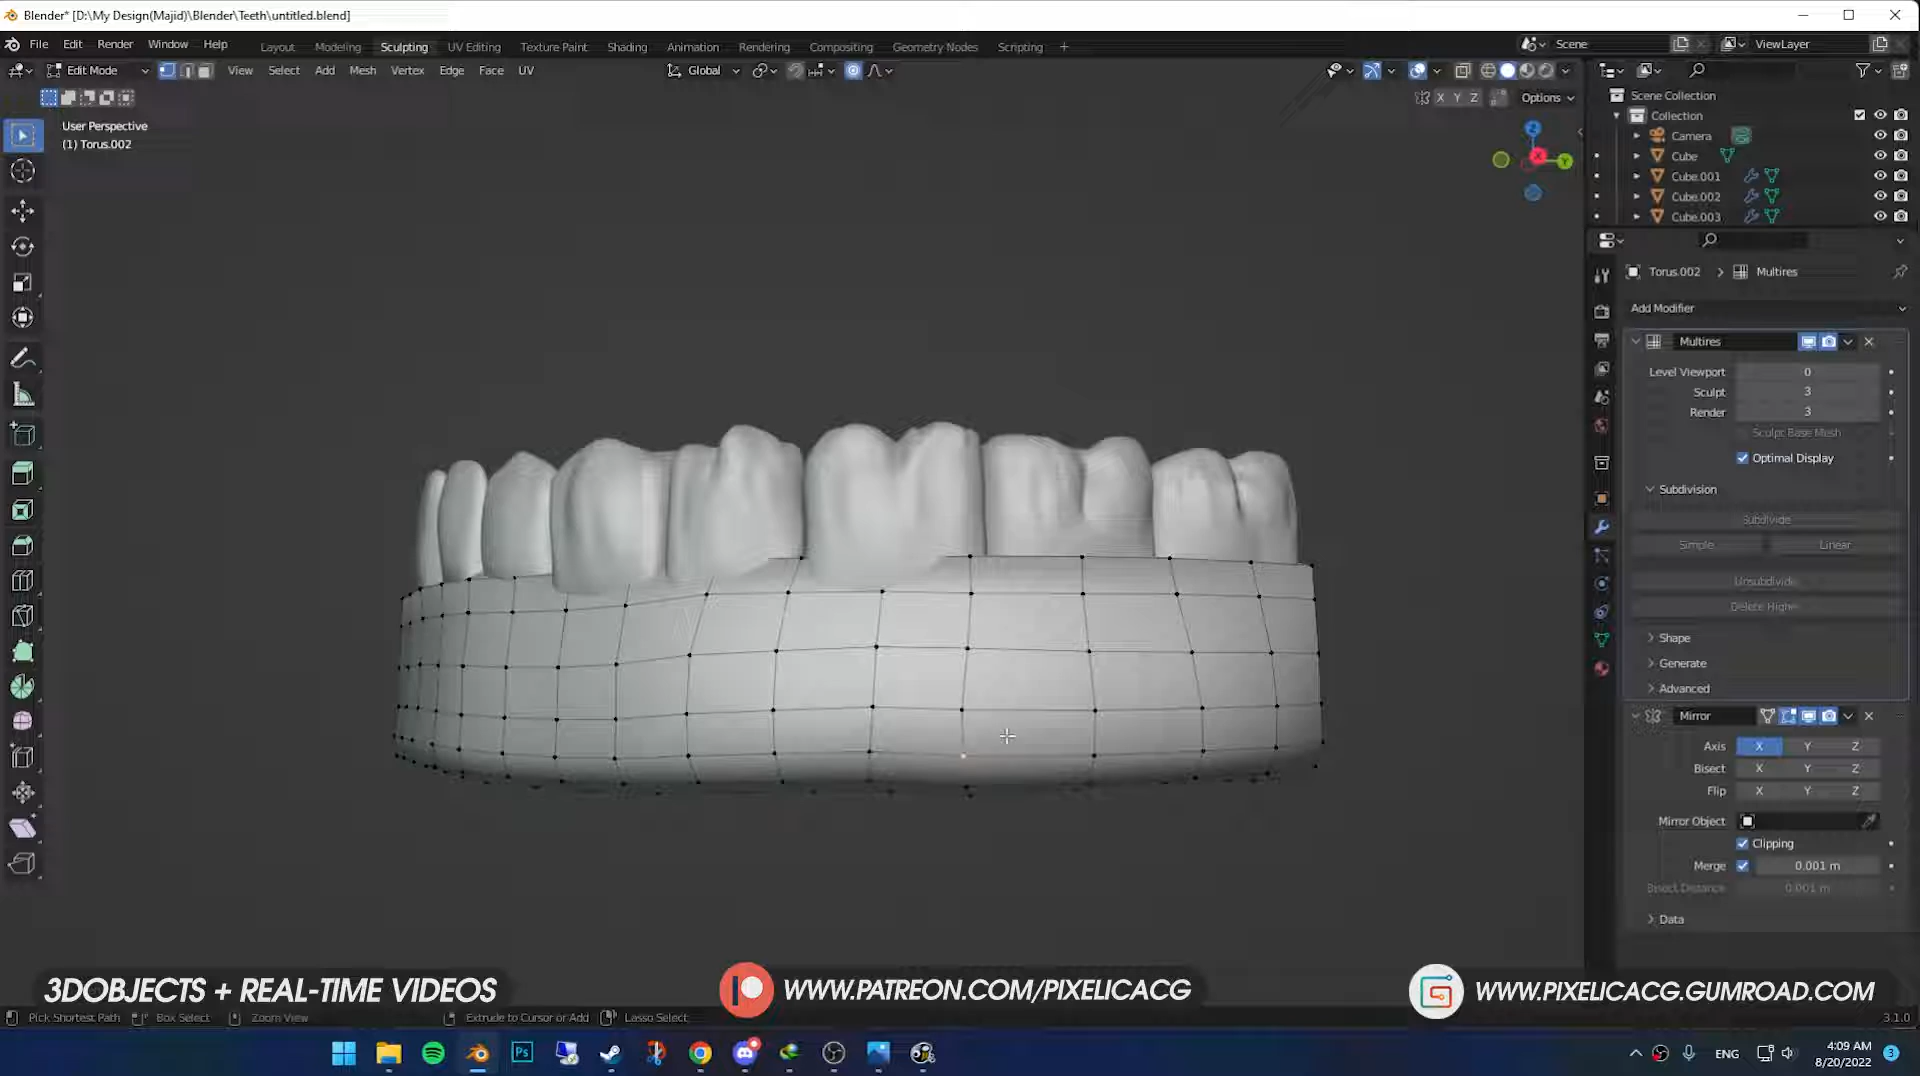 Blender* [D:\My Design(Majid)\Blender\Teeth\untitled.blend]
File Edit Render Window Help Layout Modeling Sculpting UV Editing Texture Paint Shading Animation Rendering Compositing Geometry Nodes Scripting + Scene ViewLayer
Edit Mode View Select Add Mesh Vertex Edge Face UV Global
X Y Z Options
User Perspective
(1) Torus.002
Z
X
Y
Scene Collection
Collection
Camera
Cube
Cube.001
Cube.002
Cube.003
Torus.002 > Multires
Add Modifier
Multires
Level Viewport 0
Sculpt 3
Render 3
Sculpt Base Mesh
Optimal Display
Subdivision
Subdivide
Simple Linear
Unsubdivide
Delete Higher
Shape
Generate
Advanced
Mirror
Axis X Y Z
Bisect X Y Z
Flip X Y Z
Mirror Object
Clipping
Merge 0.001 m
Bisect Distance 0.001 m
Data
3DOBJECTS + REAL-TIME VIDEOS
WWW.PATREON.COM/PIXELICACG
WWW.PIXELICACG.GUMROAD.COM
Pick Shortest Path Box Select Zoom View Extrude to Cursor or Add Lasso Select 3.1.0
Ps
ENG
4:09 AM
8/20/2022
3